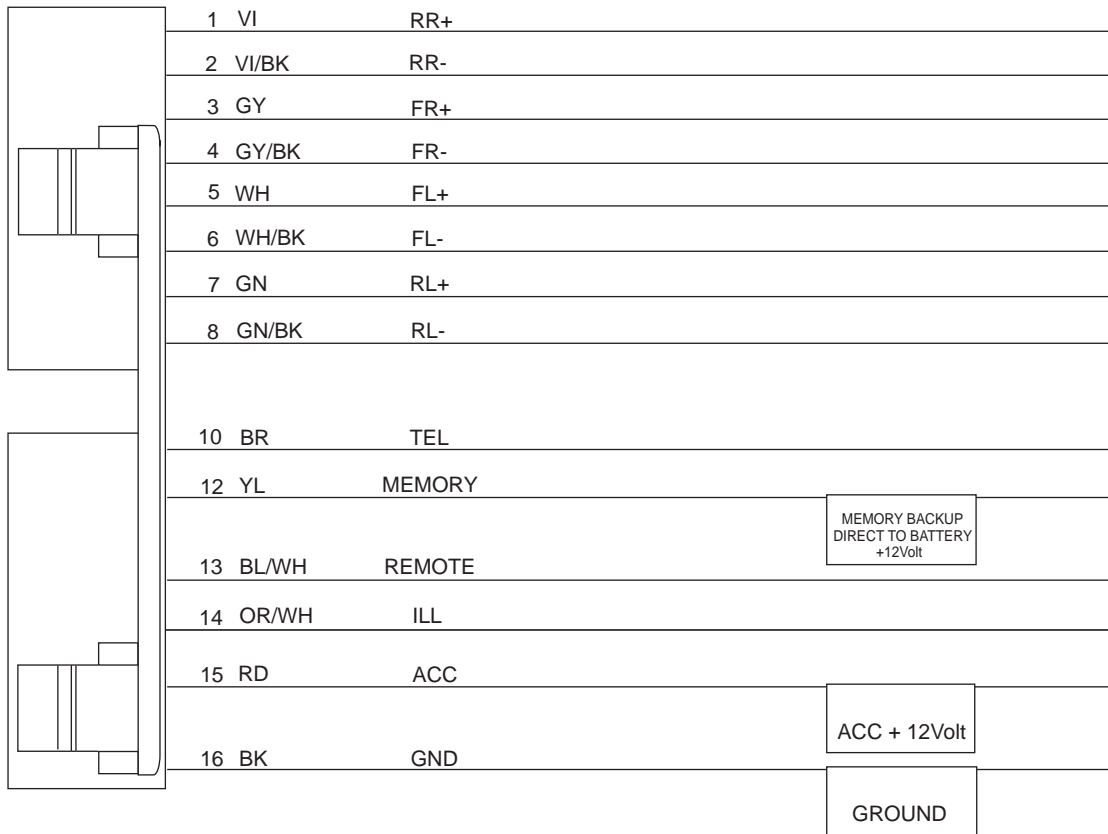 1 VI RR+
2 VI/BK RR-
3 GY FR+
4 GY/BK FR-
5 WH FL+
6 WH/BK FL-
7 GN RL+
8 GN/BK RL-
10 BR TEL
12 YL MEMORY
MEMORY BACKUP
DIRECT TO BATTERY
+12Volt
13 BL/WH REMOTE
14 OR/WH ILL
15 RD ACC
ACC + 12Volt
16 BK GND
GROUND